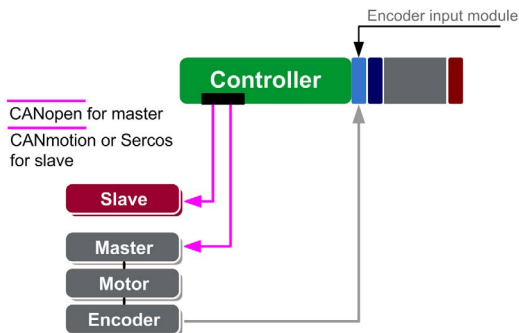 Encoder input module
Controller
CANopen for master
CANmotion or Sercos
for slave
Slave
Master
Motor
Encoder